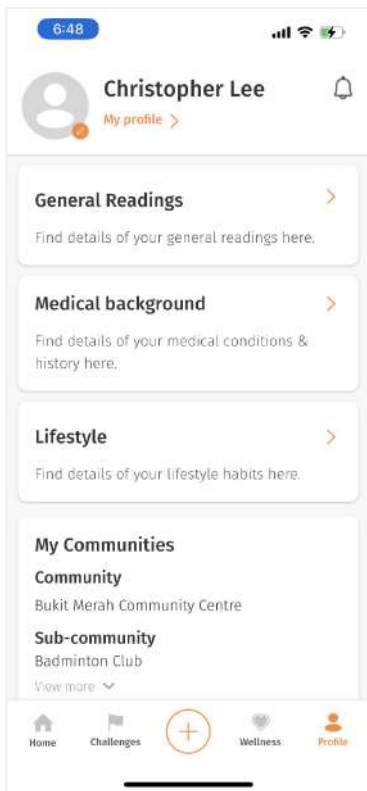 6:48
Christopher Lee
My profile >
General Readings
Find details of your general readings here.
Medical background
Find details of your medical conditions &
history here.
Lifestyle
Find details of your lifestyle habits here.
My Communities
Community
Bukit Merah Community Centre
Sub-community
Badminton Club
View more
Home Challenges Wellness Profile